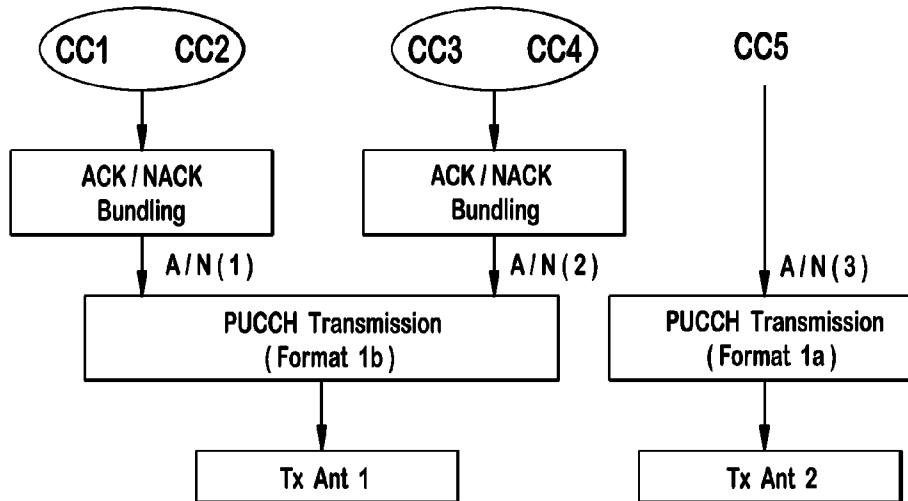 CC1 CC2 CC3 CC4 CC5
ACK / NACK
Bundling
ACK / NACK
Bundling
A / N ( 1 ) A / N ( 2 ) A / N ( 3 )
PUCCH Transmission
( Format 1b )
PUCCH Transmission
( Format 1a )
Tx Ant 1
Tx Ant 2